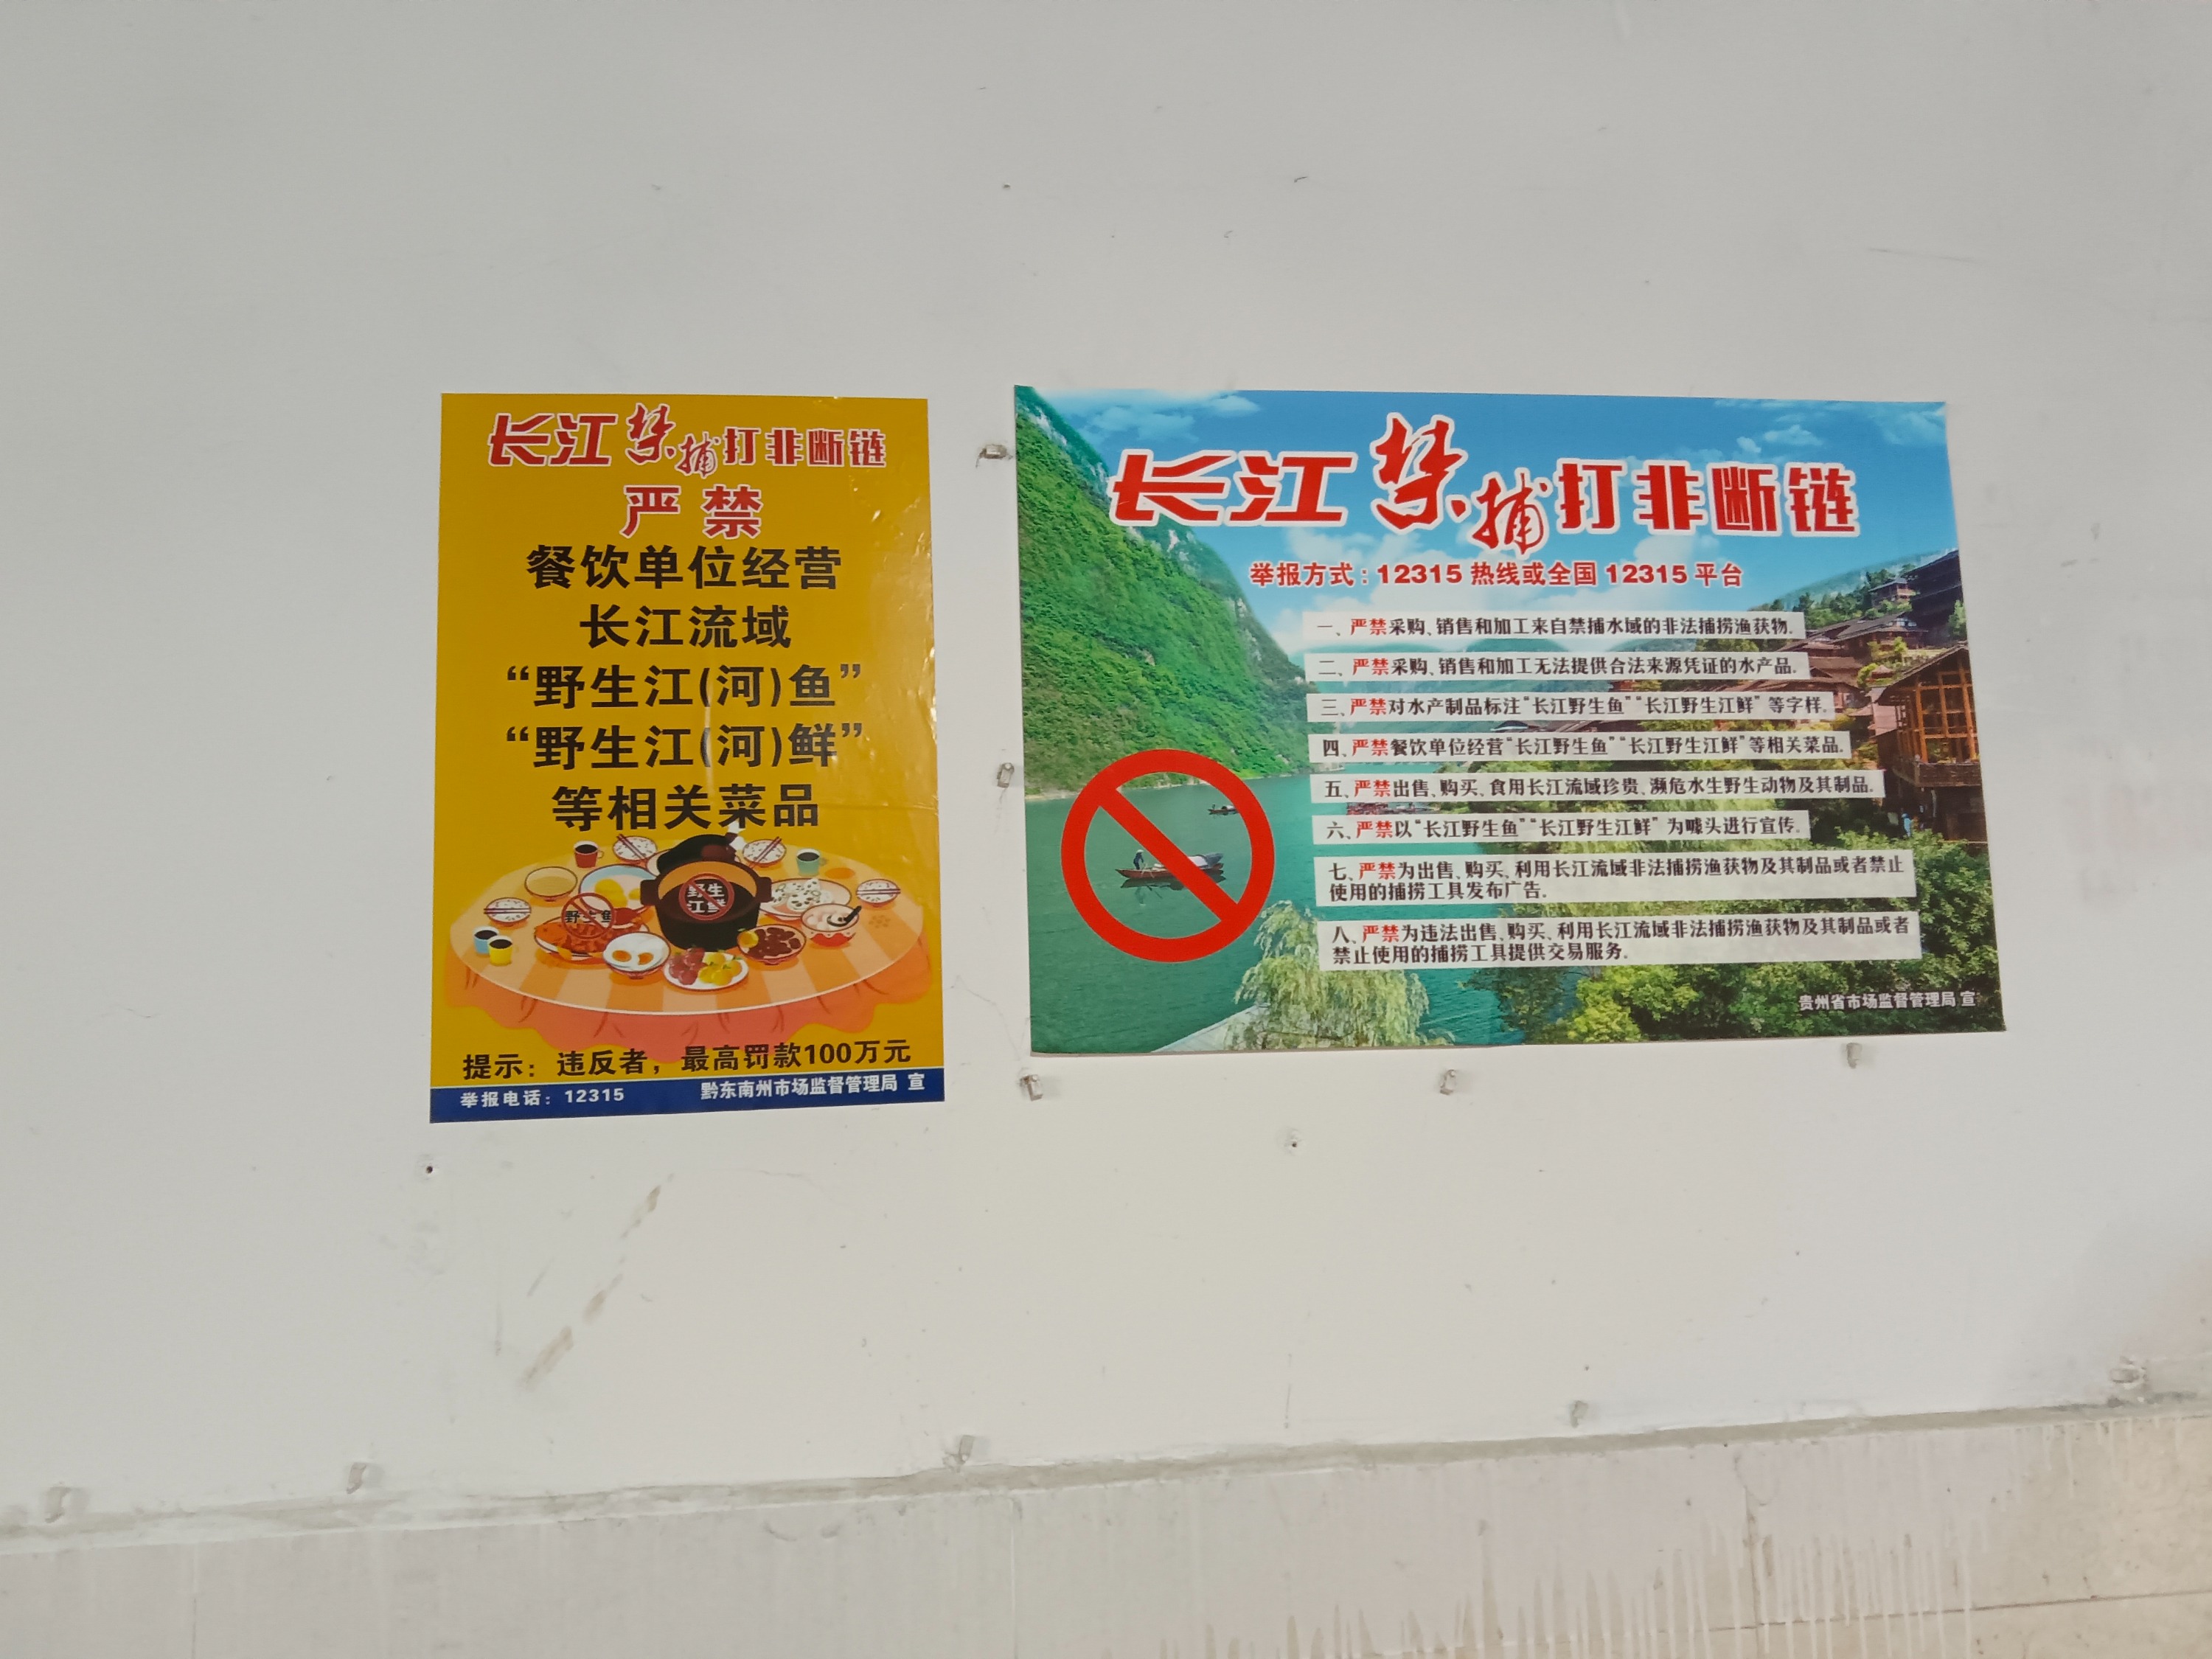 长江禁捕打非断链
严禁
餐饮单位经营
长江流域
“野生江(河)鱼”
“野生江(河)鲜”
等相关菜品
野生
江鲜
野生鱼
提示：违反者，最高罚款100万元
举报电话：12315
黔东南州市场监督管理局 宣
长江禁捕打非断链
举报方式：12315 热线或全国 12315 平台
一、严禁采购、销售和加工来自禁捕水域的非法捕捞渔获物。
二、严禁采购、销售和加工无法提供合法来源凭证的水产品。
三、严禁对水产制品标注“长江野生鱼”“长江野生江鲜”等字样。
四、严禁餐饮单位经营“长江野生鱼”“长江野生江鲜”等相关菜品。
五、严禁出售、购买、食用长江流域珍贵、濒危水生野生动物及其制品。
六、严禁以“长江野生鱼”“长江野生江鲜”为噱头进行宣传。
七、严禁为出售、购买、利用长江流域非法捕捞渔获物及其制品或者禁止
使用的捕捞工具发布广告。
八、严禁为违法出售、购买、利用长江流域非法捕捞渔获物及其制品或者
禁止使用的捕捞工具提供交易服务。
贵州省市场监督管理局 宣